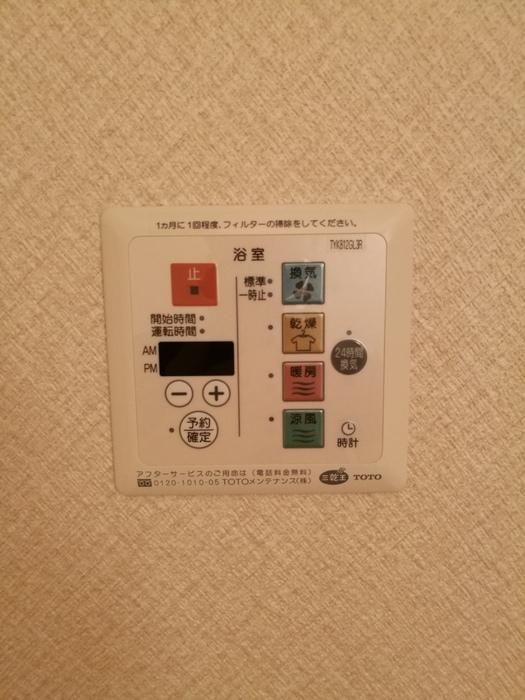 1ヵ月に1回程度、フィルターの掃除をしてください。
浴室
TYK812GL3R
止
標準
一時止
換気
開始時間
運転時間
乾燥
AM
PM
24時間
換気
暖房
予約
確定
涼風
時計
アフターサービスのご用命は(電話料金無料)
0120-1010-05 TOTOメンテナンス(株)
三乾王
TOTO